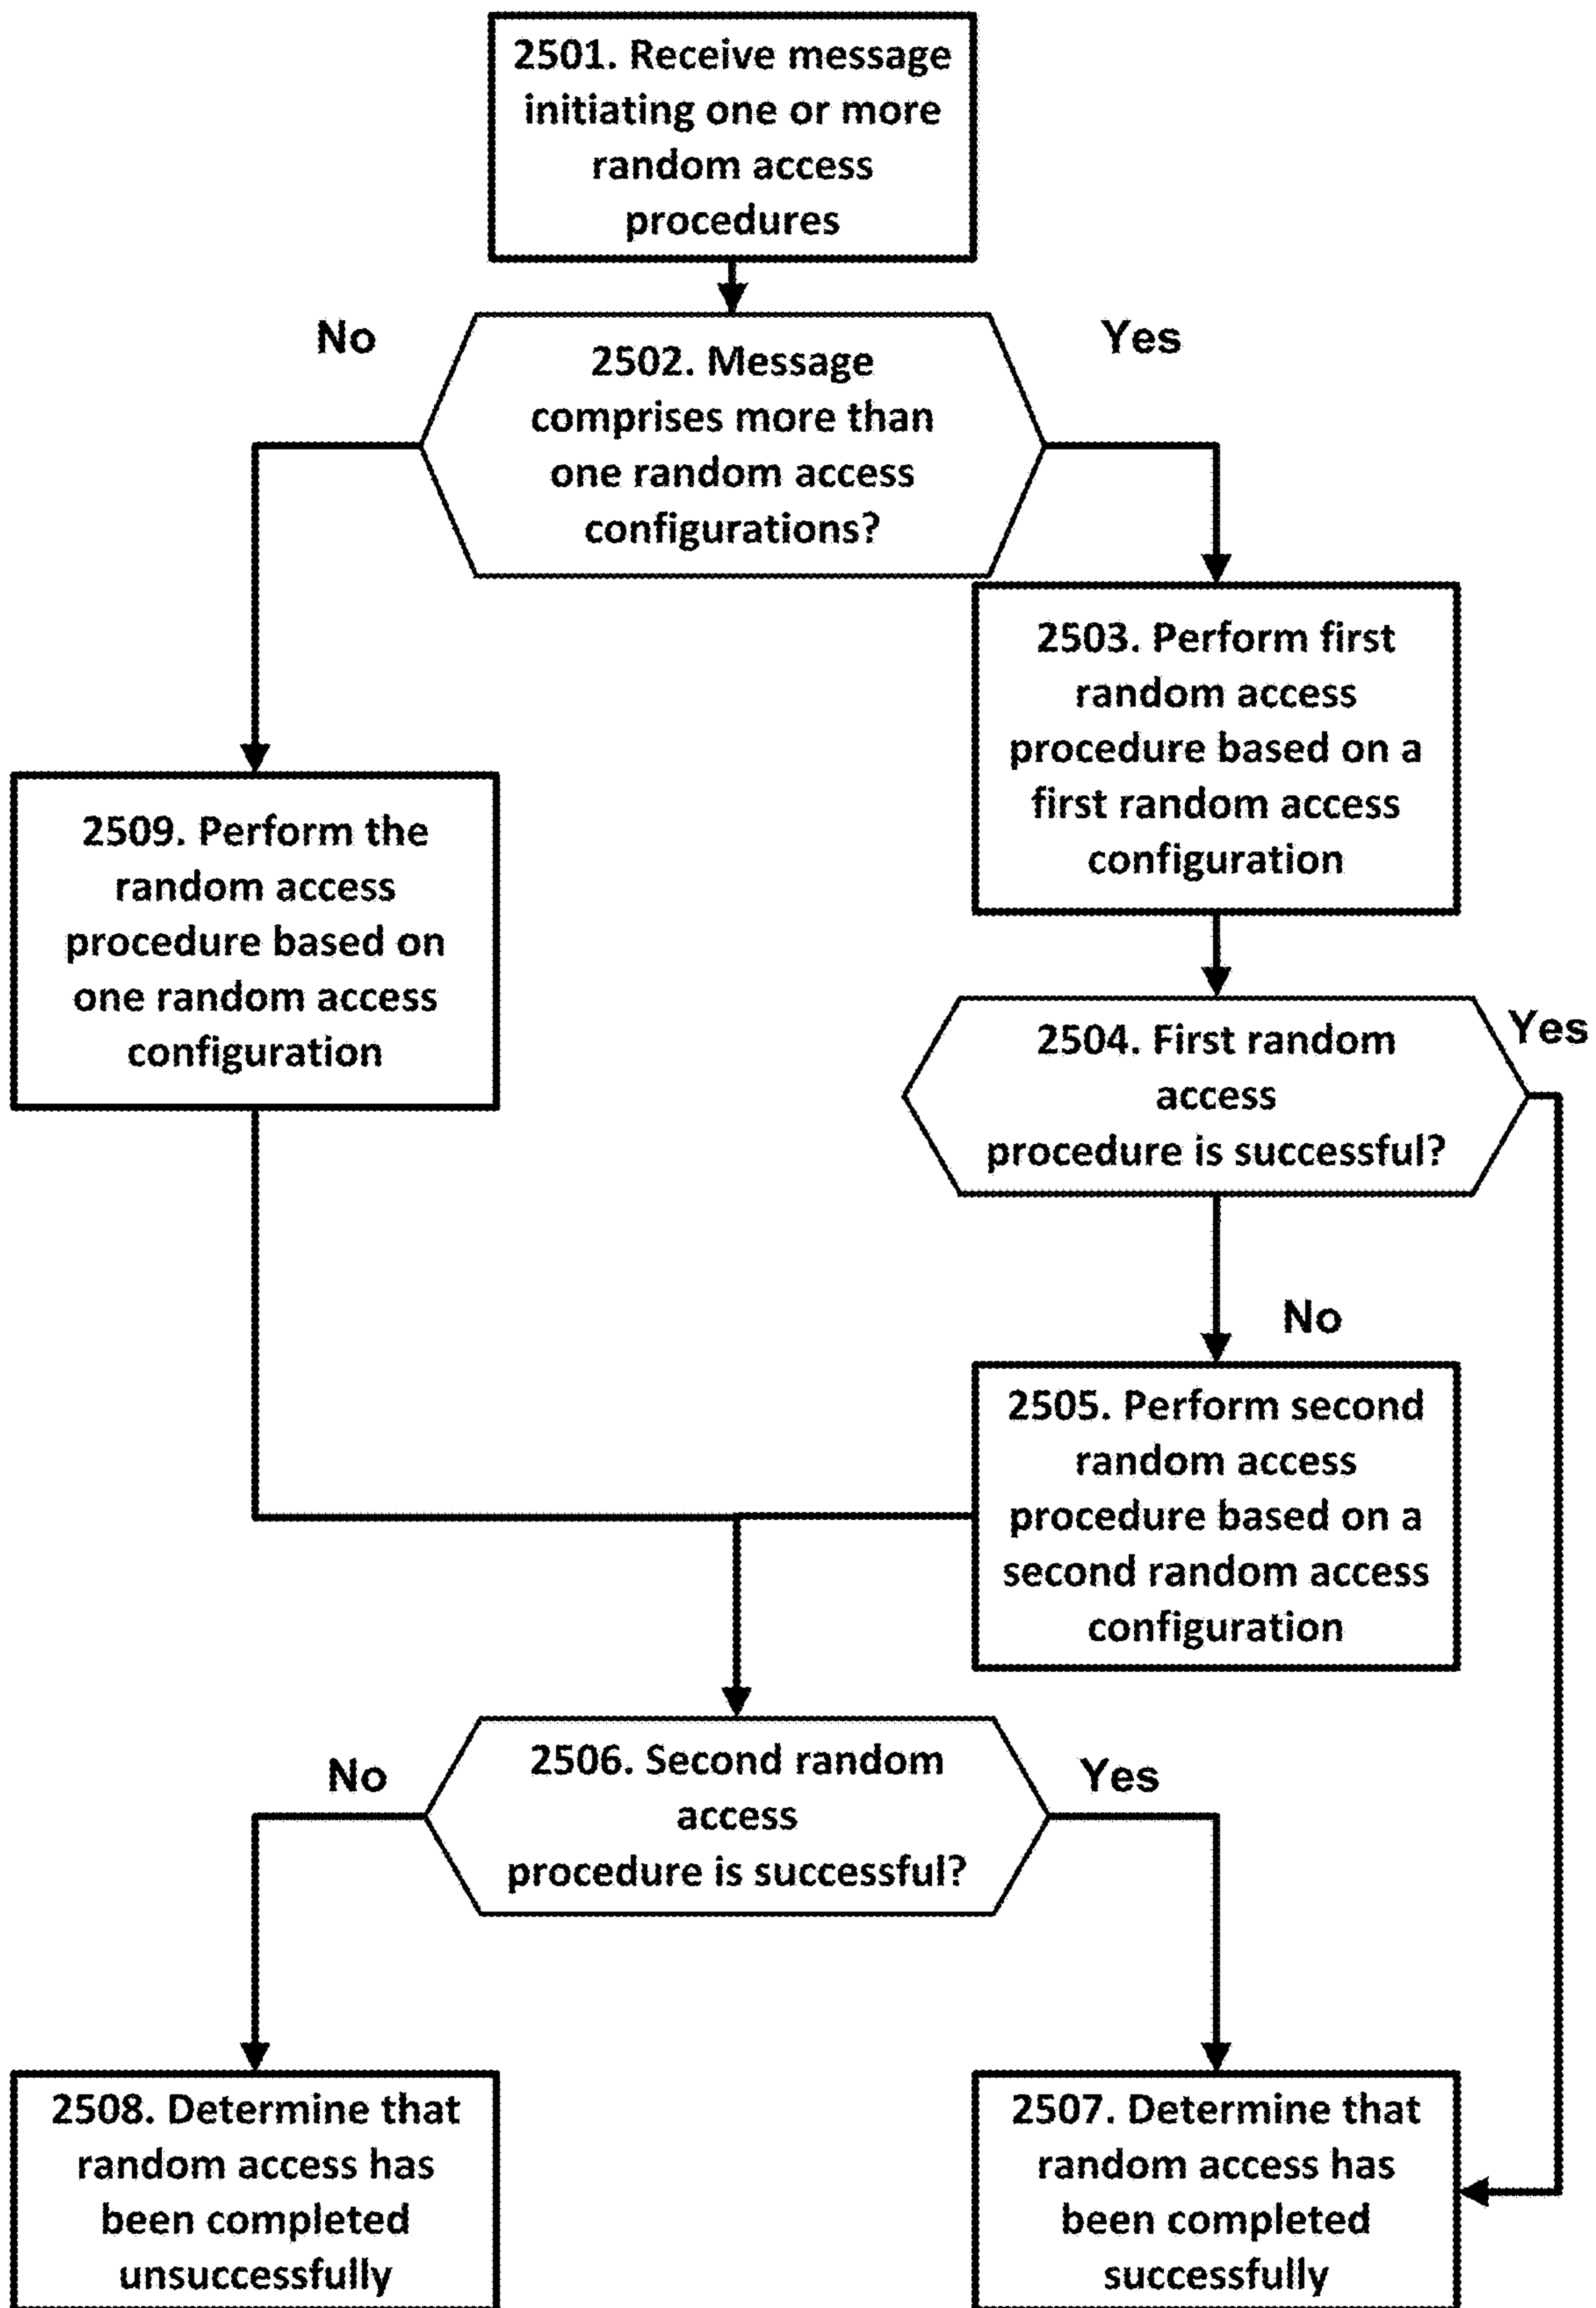 2501. Receive message
initiating one or more
random access
procedures
No
Yes
2502. Message
comprises more than
one random access
configurations?
2503. Perform first
random access
procedure based on a
first random access
configuration
2509. Perform the
random access
procedure based on
one random access
configuration
2504. First random
access
procedure is successful?
Yes
No
2505. Perform second
random access
procedure based on a
second random access
configuration
2506. Second random
access
procedure is successful?
No
Yes
2508. Determine that
random access has
been completed
unsuccessfully
2507. Determine that
random access has
been completed
successfully